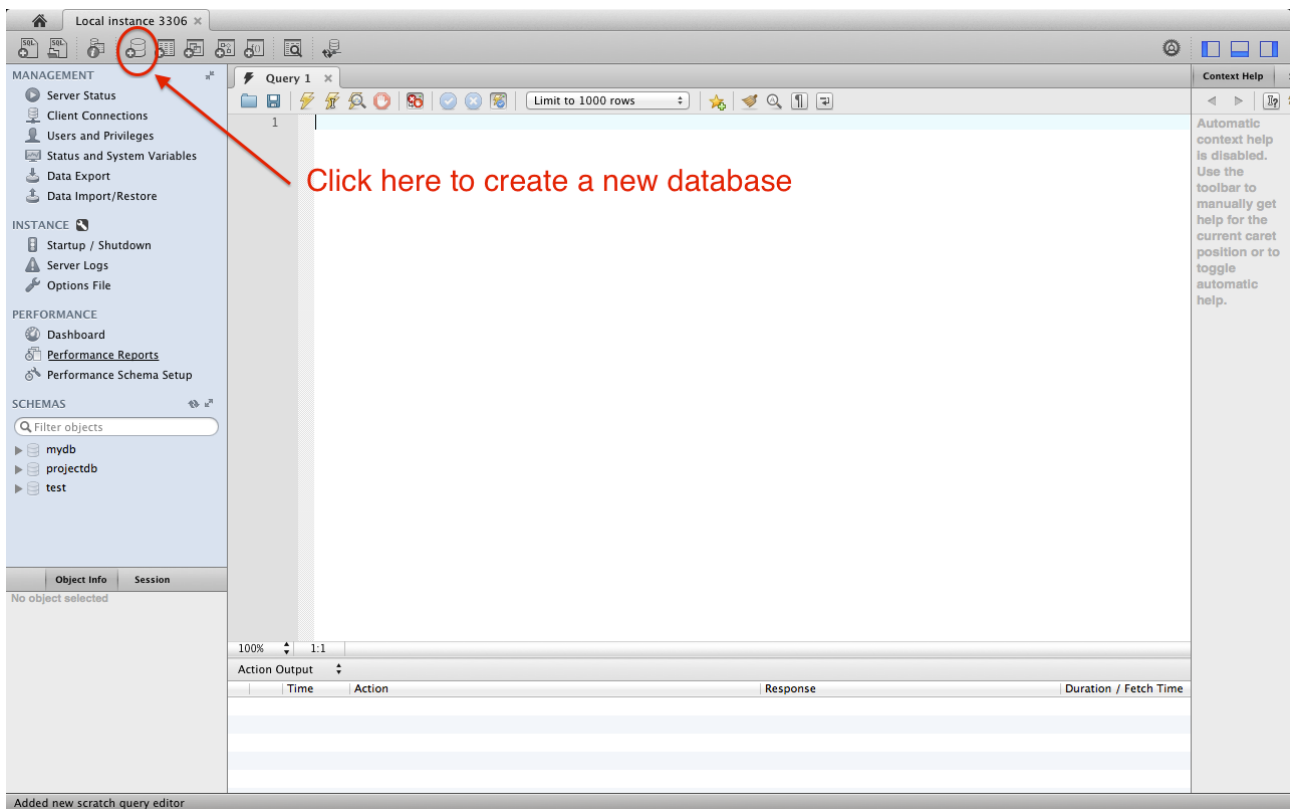 Local instance 3306
SQL
SQL
MANAGEMENT
Server Status
Client Connections
Users and Privileges
Status and System Variables
Data Export
Data Import/Restore
INSTANCE
Startup / Shutdown
Server Logs
Options File
PERFORMANCE
Dashboard
Performance Reports
Performance Schema Setup
SCHEMAS
Filter objects
mydb
projectdb
test
Object Info
Session
No object selected
Query 1
Limit to 1000 rows
1
Click here to create a new database
100%
1:1
Action Output
Time
Action
Response
Duration / Fetch Time
Context Help
Automatic
context help
is disabled.
Use the
toolbar to
manually get
help for the
current caret
position or to
toggle
automatic
help.
Added new scratch query editor